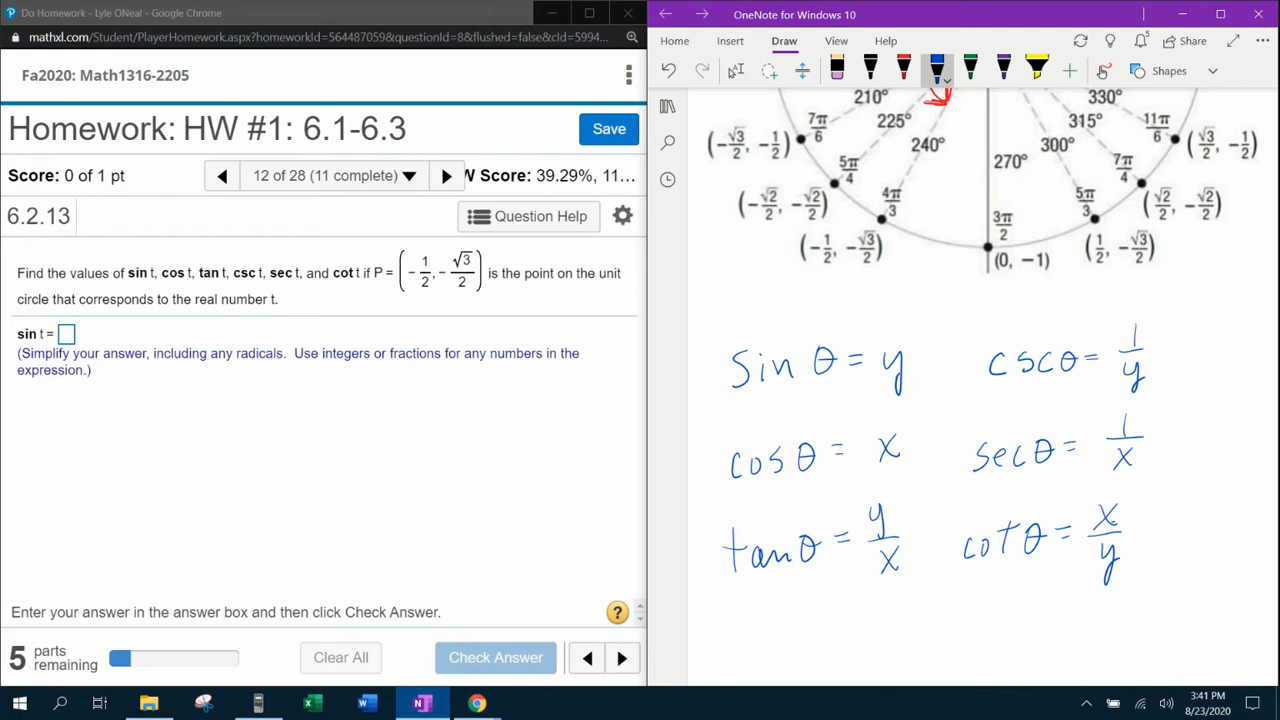 Do Homework - Lyle ONeal - Google Chrome
mathxl.com/Student/PlayerHomework.aspx?homeworkId=564487059&questionId=8&flushed=false&cId=5994...
Fa2020: Math1316-2205
Homework: HW #1: 6.1-6.3
Save
Score: 0 of 1 pt
12 of 28 (11 complete)
W Score: 39.29%, 11...
6.2.13
Question Help
Find the values of sin t, cos t, tan t, csc t, sec t, and cot t if P = (-1/2, -√3/2) is the point on the unit
circle that corresponds to the real number t.
sin t =
(Simplify your answer, including any radicals. Use integers or fractions for any numbers in the
expression.)
Enter your answer in the answer box and then click Check Answer.
?
5 parts
remaining
Clear All
Check Answer
OneNote for Windows 10
Home Insert Draw View Help
Share
Shapes
210° 330°
7π/6 225° 315° 11π/6
(-√3/2, -1/2) 240° 300° (√3/2, -1/2)
270°
5π/4 7π/4
(-√2/2, -√2/2) 4π/3 5π/3 (√2/2, -√2/2)
3π/2
(-1/2, -√3/2) (1/2, -√3/2)
(0, -1)
sin θ = y csc θ = 1/y
cos θ = x sec θ = 1/x
tan θ = y/x cot θ = x/y
3:41 PM
8/23/2020